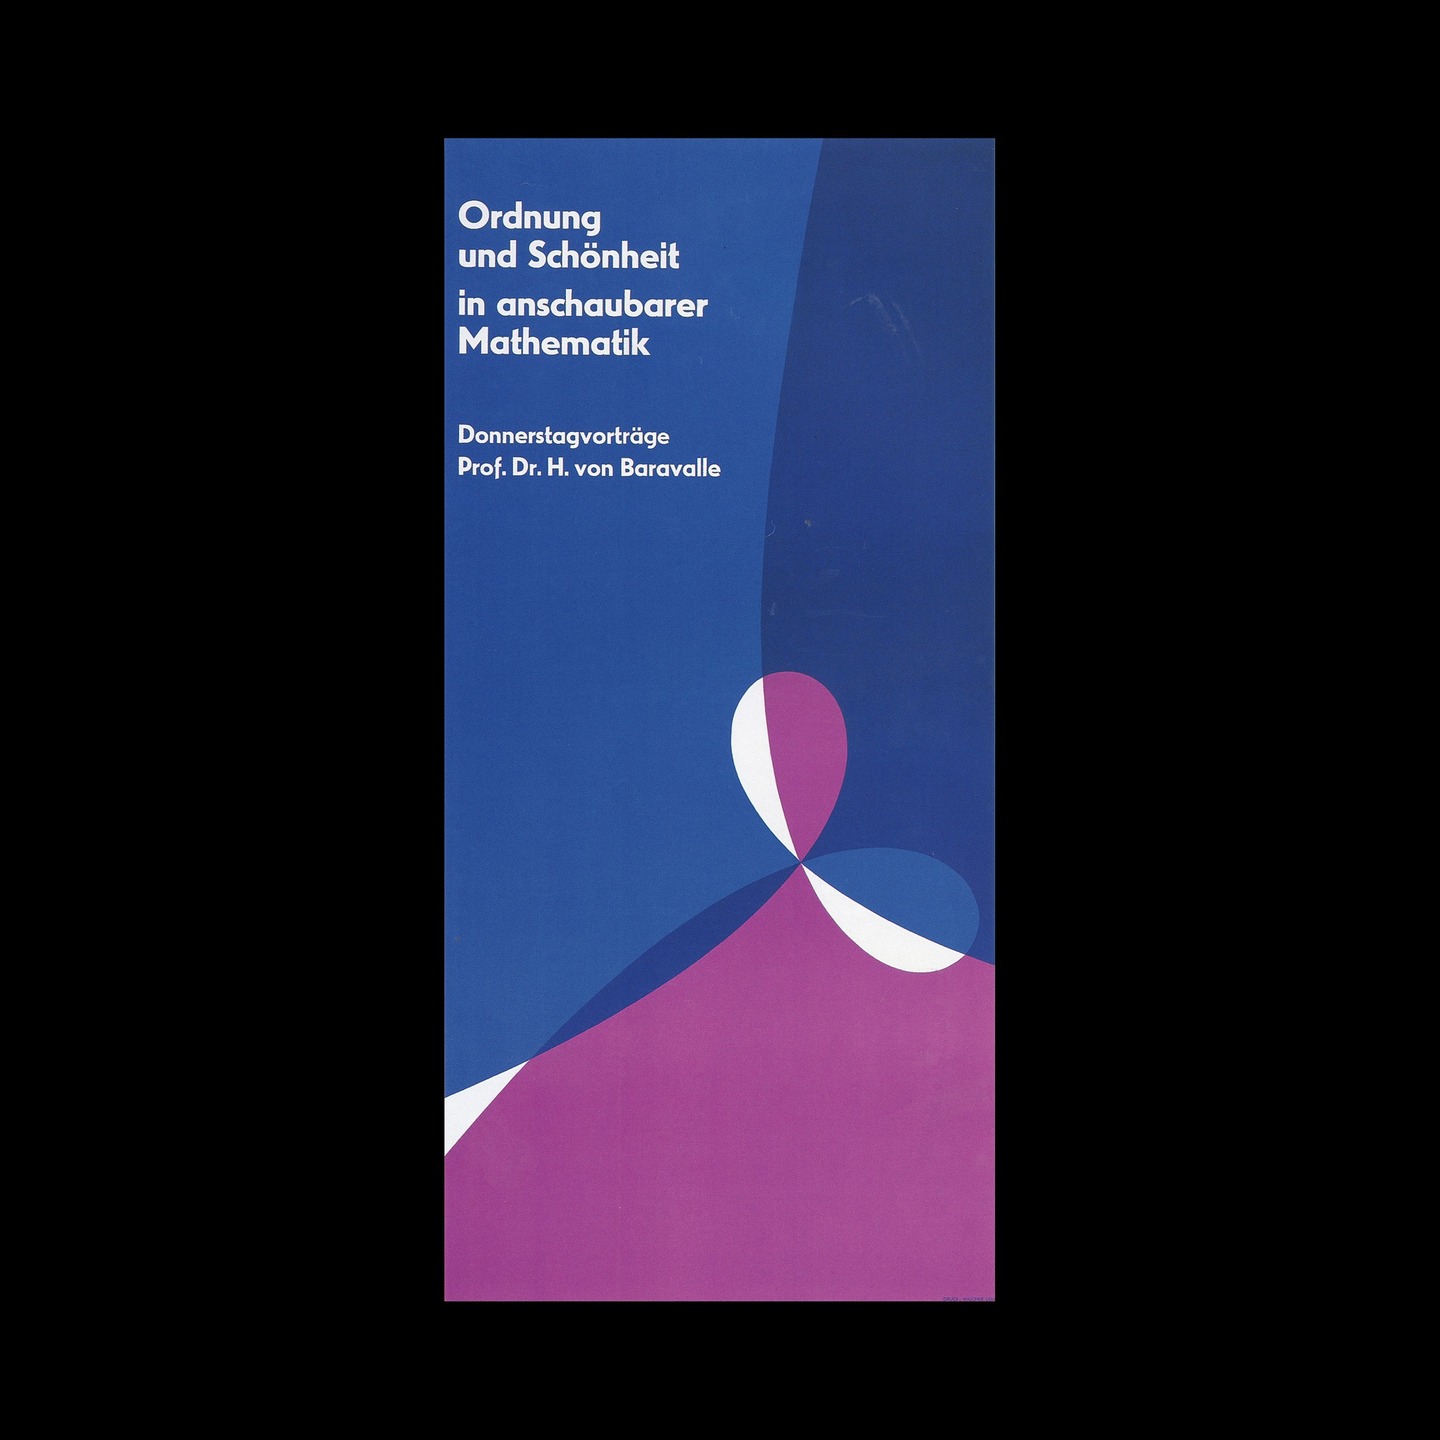 Ordnung
und Schönheit
in anschaubarer
Mathematik
Donnerstagvorträge
Prof. Dr. H. von Baravalle